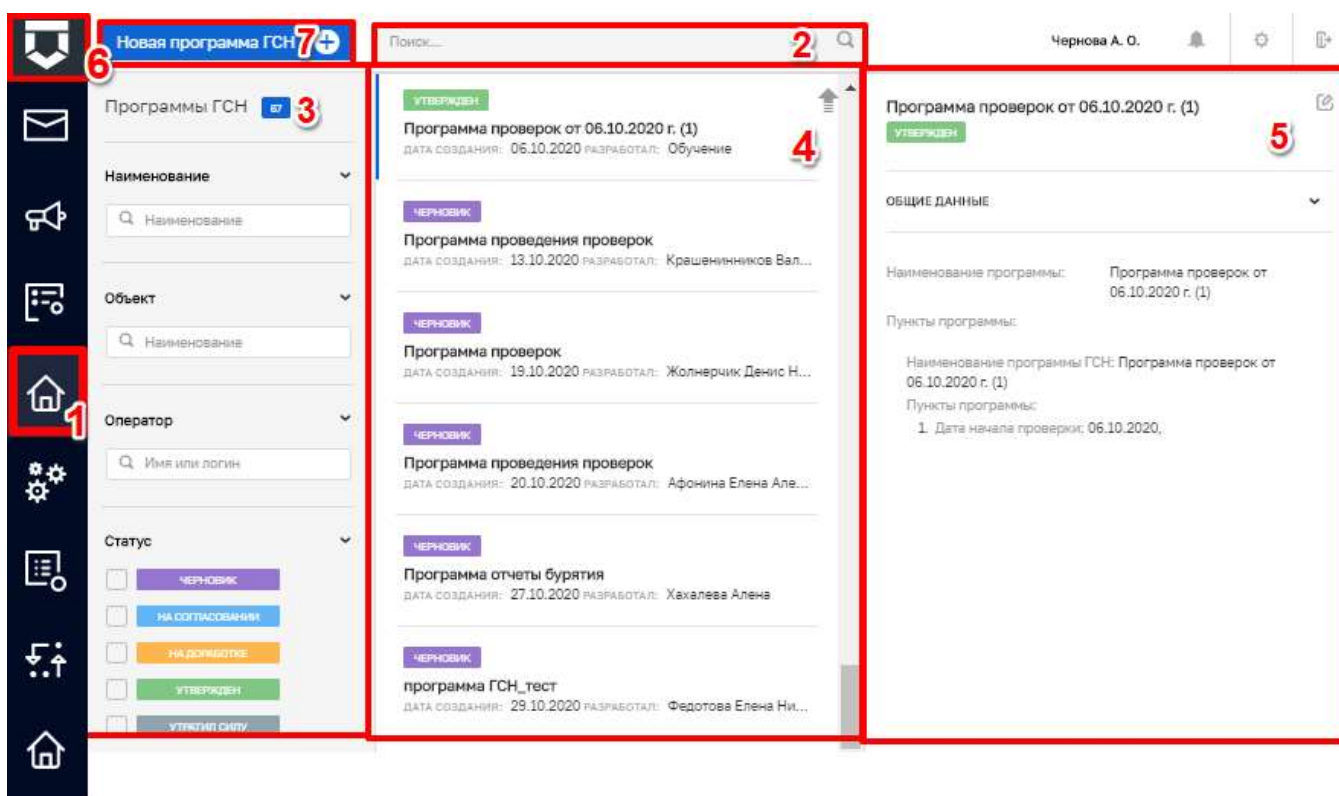 Новая программа ГСН 7
Поиск...
2
Чернова А. О.
6
Программы ГСН 67 3
Наименование
Наименование
Объект
Наименование
1
Оператор
Имя или логин
Статус
ЧЕРНОВИК
НА СОГЛАСОВАНИИ
НА ДОРАБОТКЕ
УТВЕРЖДЕН
УТРАТИЛ СИЛУ
УТВЕРЖДЕН
Программа проверок от 06.10.2020 г. (1)
ДАТА СОЗДАНИЯ: 06.10.2020 РАЗРАБОТАЛ: Обучение
4
ЧЕРНОВИК
Программа проведения проверок
ДАТА СОЗДАНИЯ: 13.10.2020 РАЗРАБОТАЛ: Крашенинников Вал...
ЧЕРНОВИК
Программа проверок
ДАТА СОЗДАНИЯ: 19.10.2020 РАЗРАБОТАЛ: Жолнерчик Денис Н...
ЧЕРНОВИК
Программа проведения проверок
ДАТА СОЗДАНИЯ: 20.10.2020 РАЗРАБОТАЛ: Афонина Елена Але...
ЧЕРНОВИК
Программа отчеты бурятия
ДАТА СОЗДАНИЯ: 27.10.2020 РАЗРАБОТАЛ: Хахалева Алена
ЧЕРНОВИК
программа ГСН_тест
ДАТА СОЗДАНИЯ: 29.10.2020 РАЗРАБОТАЛ: Федотова Елена Ни...
Программа проверок от 06.10.2020 г. (1)
УТВЕРЖДЕН
5
ОБЩИЕ ДАННЫЕ
Наименование программы: Программа проверок от
06.10.2020 г. (1)
Пункты программы:
Наименование программы ГСН: Программа проверок от
06.10.2020 г. (1)
Пункты программы:
1. Дата начала проверки: 06.10.2020,